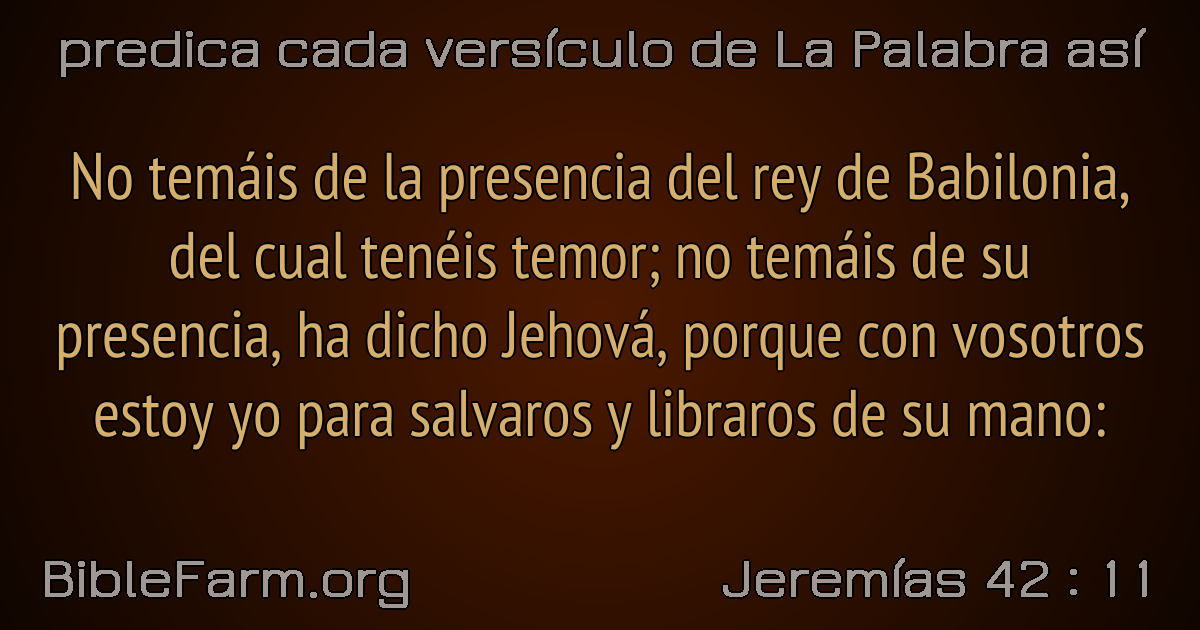 predica cada versículo de La Palabra así
No temáis de la presencia del rey de Babilonia,
del cual tenéis temor; no temáis de su
presencia, ha dicho Jehová, porque con vosotros
estoy yo para salvaros y libraros de su mano:
BibleFarm.org
Jeremías 42 : 11